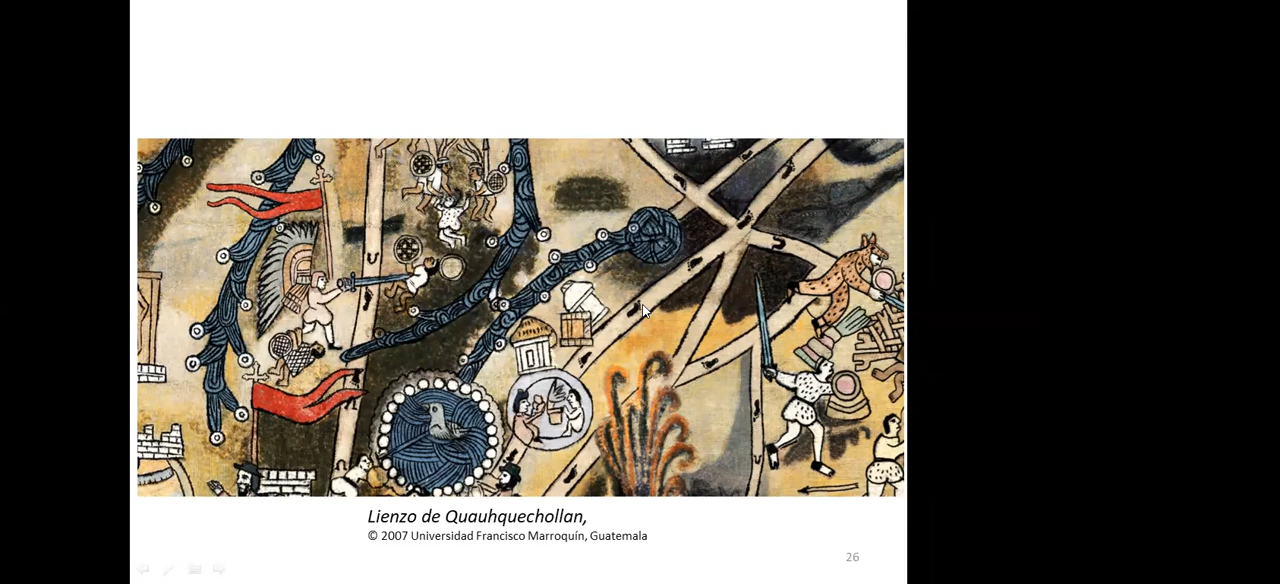 Lienzo de Quauhquechollan,
© 2007 Universidad Francisco Marroquín, Guatemala
26